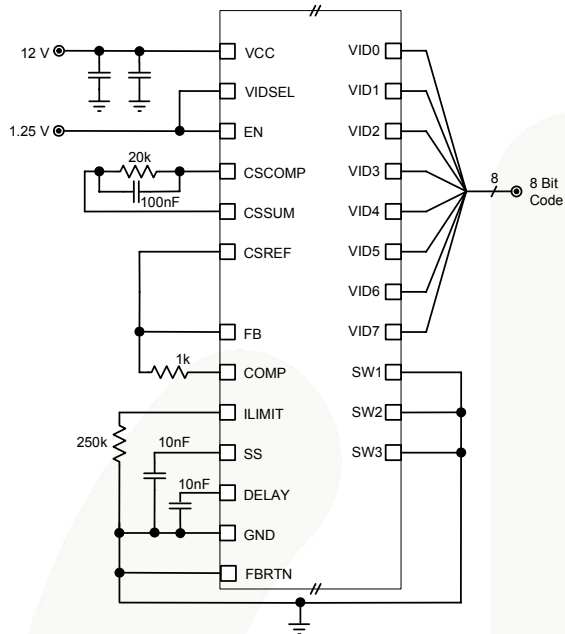 12 V
1.25 V
20k
100nF
1k
250k
10nF
10nF
VCC
VIDSEL
EN
CSCOMP
CSSUM
CSREF
FB
COMP
ILIMIT
SS
DELAY
GND
FBRTN
VID0
VID1
VID2
VID3
VID4
VID5
VID6
VID7
SW1
SW2
SW3
8
8 Bit
Code